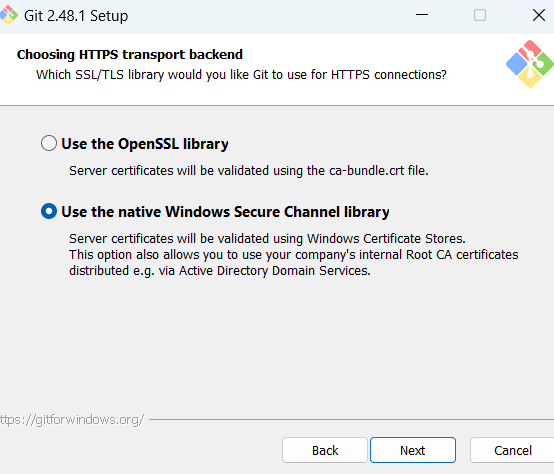 Git 2.48.1 Setup
Choosing HTTPS transport backend
Which SSL/TLS library would you like Git to use for HTTPS connections?
Use the OpenSSL library
Server certificates will be validated using the ca-bundle.crt file.
Use the native Windows Secure Channel library
Server certificates will be validated using Windows Certificate Stores.
This option also allows you to use your company's internal Root CA certificates
distributed e.g. via Active Directory Domain Services.
ttps://gitforwindows.org/
Back
Next
Cancel